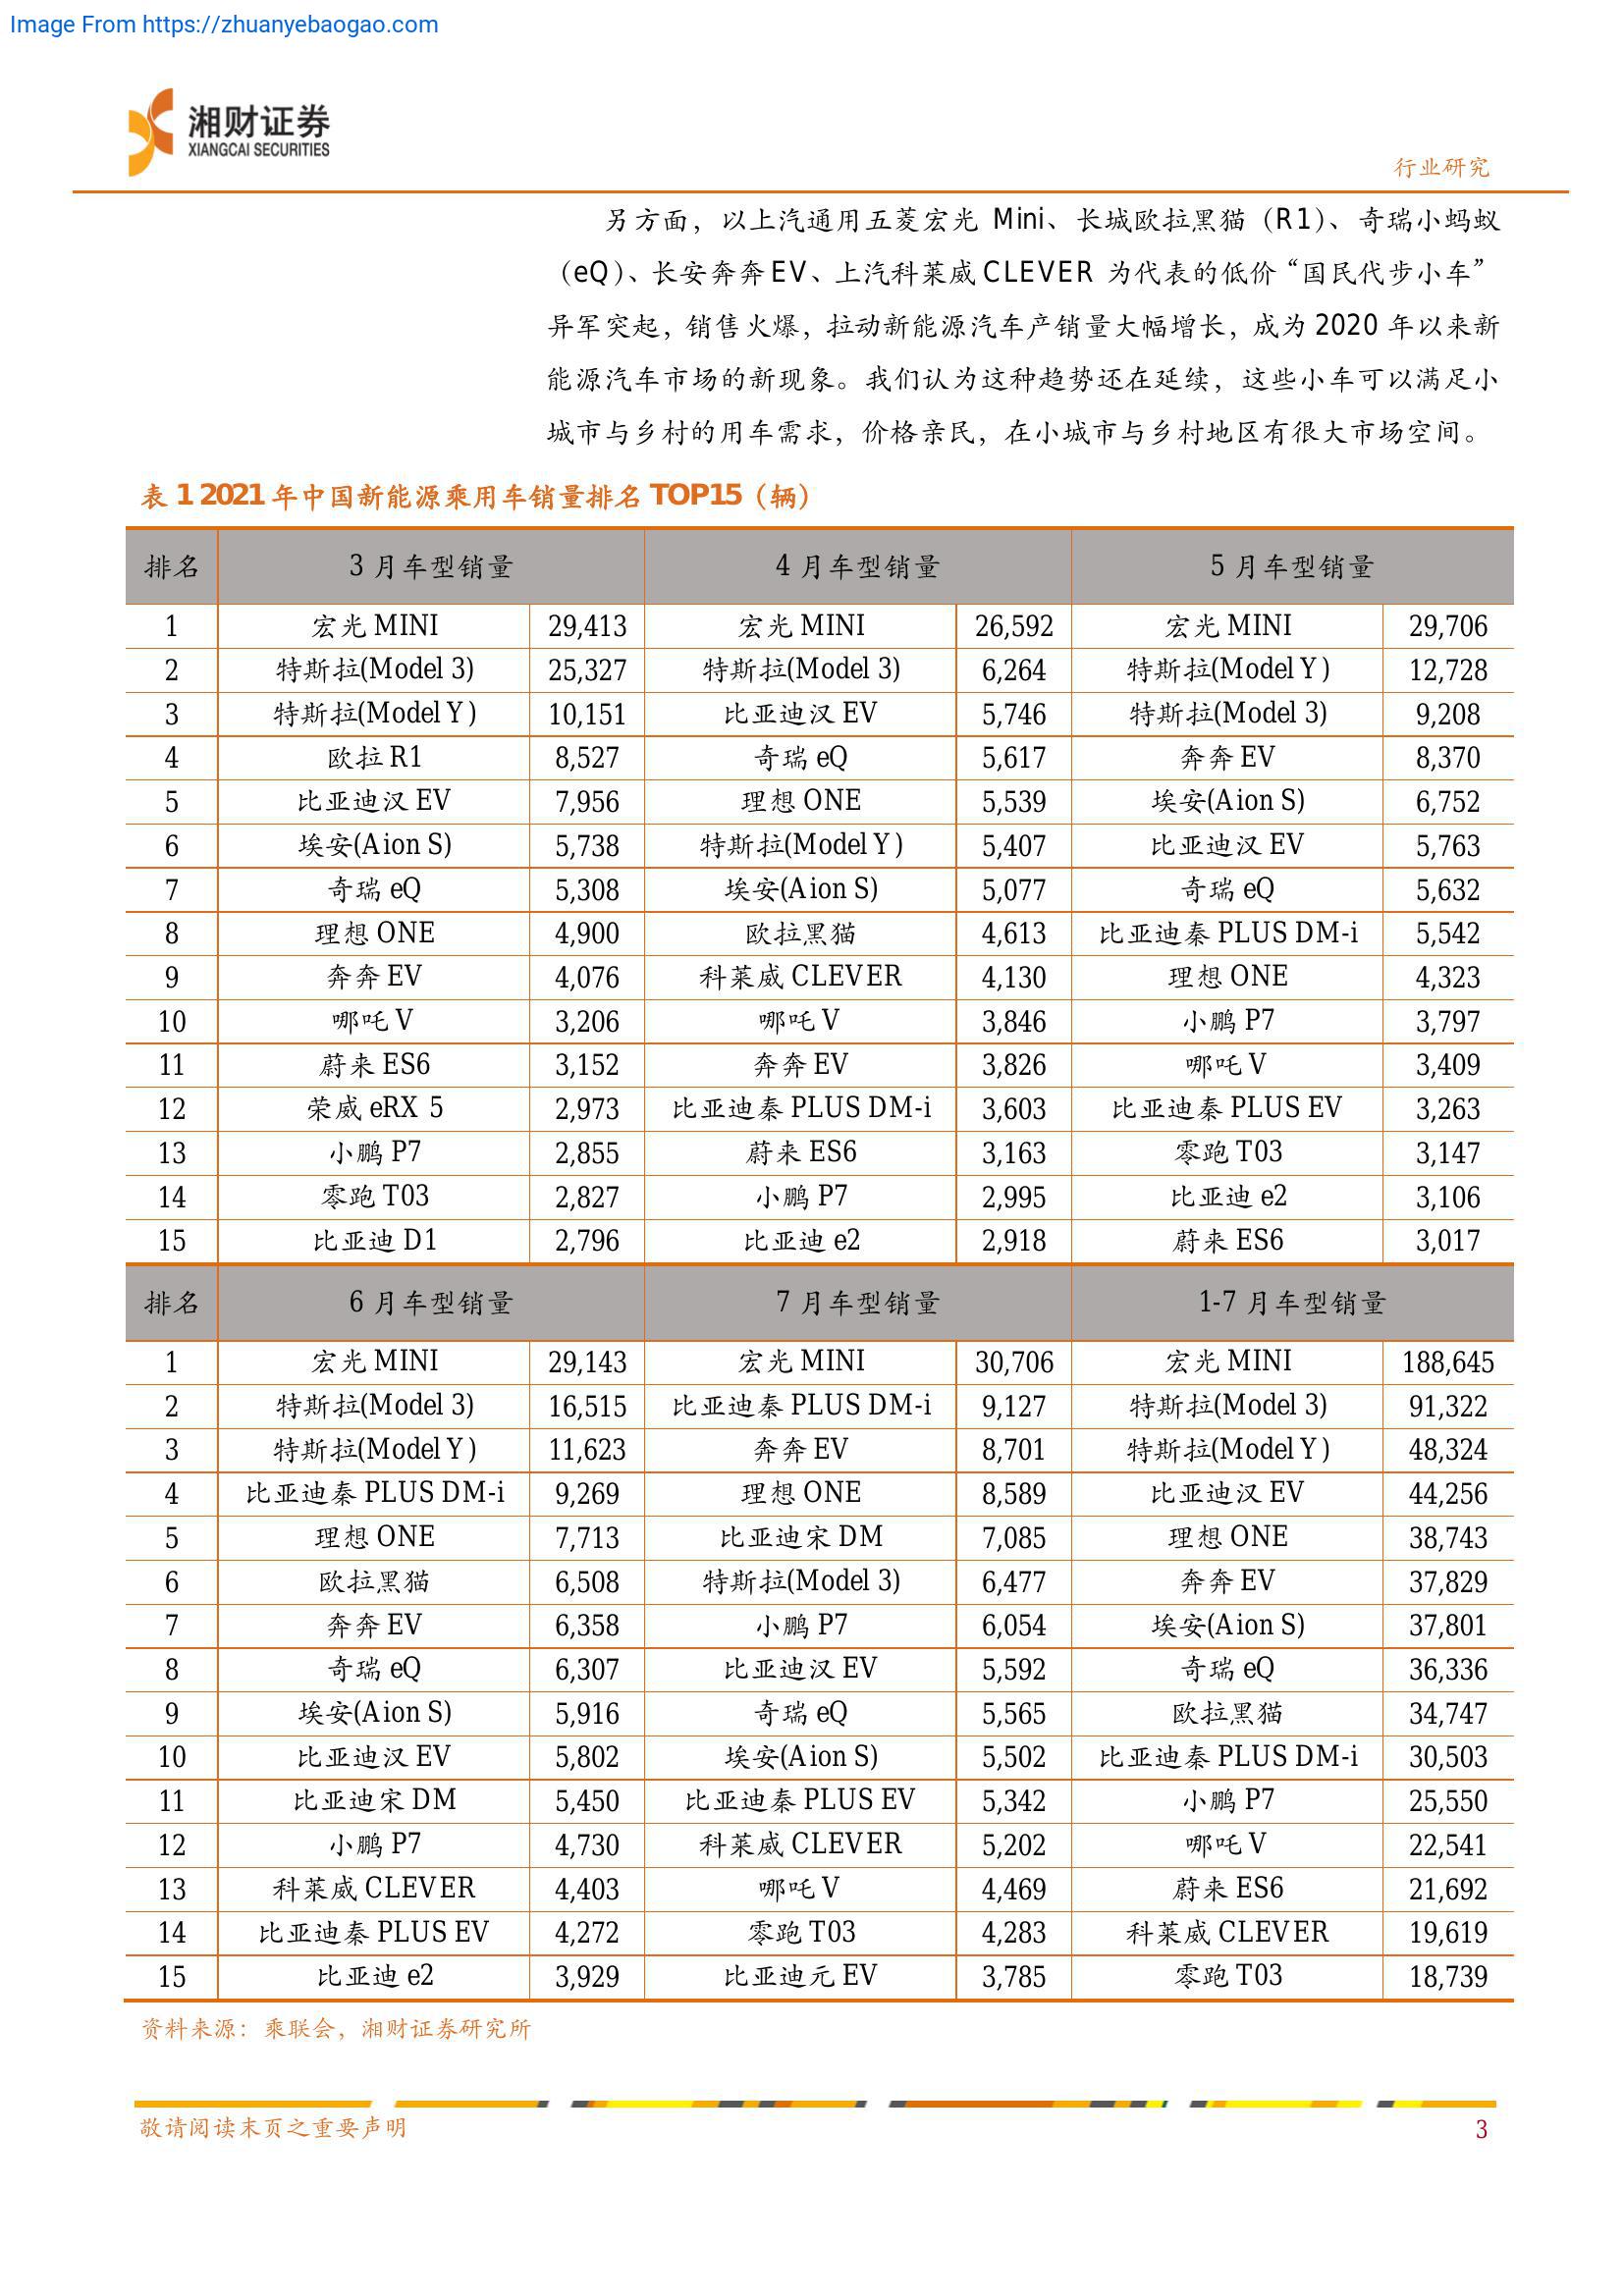 Image From https://zhuanyebaogao.com
湘财证券
XIANGCAI SECURITIES
行业研究
另方面，以上汽通用五菱宏光 Mini、长城欧拉黑猫（R1）、奇瑞小蚂蚁
（eQ）、长安奔奔 EV、上汽科莱威 CLEVER 为代表的低价“国民代步小车”
异军突起，销售火爆，拉动新能源汽车产销量大幅增长，成为 2020 年以来新
能源汽车市场的新现象。我们认为这种趋势还在延续，这些小车可以满足小
城市与乡村的用车需求，价格亲民，在小城市与乡村地区有很大市场空间。
表 1 2021 年中国新能源乘用车销量排名 TOP15（辆）
排名 3 月车型销量 4 月车型销量 5 月车型销量
1 宏光 MINI 29,413 宏光 MINI 26,592 宏光 MINI 29,706
2 特斯拉(Model 3) 25,327 特斯拉(Model 3) 6,264 特斯拉(Model Y) 12,728
3 特斯拉(Model Y) 10,151 比亚迪汉 EV 5,746 特斯拉(Model 3) 9,208
4 欧拉 R1 8,527 奇瑞 eQ 5,617 奔奔 EV 8,370
5 比亚迪汉 EV 7,956 理想 ONE 5,539 埃安(Aion S) 6,752
6 埃安(Aion S) 5,738 特斯拉(Model Y) 5,407 比亚迪汉 EV 5,763
7 奇瑞 eQ 5,308 埃安(Aion S) 5,077 奇瑞 eQ 5,632
8 理想 ONE 4,900 欧拉黑猫 4,613 比亚迪秦 PLUS DM-i 5,542
9 奔奔 EV 4,076 科莱威 CLEVER 4,130 理想 ONE 4,323
10 哪吒 V 3,206 哪吒 V 3,846 小鹏 P7 3,797
11 蔚来 ES6 3,152 奔奔 EV 3,826 哪吒 V 3,409
12 荣威 eRX 5 2,973 比亚迪秦 PLUS DM-i 3,603 比亚迪秦 PLUS EV 3,263
13 小鹏 P7 2,855 蔚来 ES6 3,163 零跑 T03 3,147
14 零跑 T03 2,827 小鹏 P7 2,995 比亚迪 e2 3,106
15 比亚迪 D1 2,796 比亚迪 e2 2,918 蔚来 ES6 3,017
排名 6 月车型销量 7 月车型销量 1-7 月车型销量
1 宏光 MINI 29,143 宏光 MINI 30,706 宏光 MINI 188,645
2 特斯拉(Model 3) 16,515 比亚迪秦 PLUS DM-i 9,127 特斯拉(Model 3) 91,322
3 特斯拉(Model Y) 11,623 奔奔 EV 8,701 特斯拉(Model Y) 48,324
4 比亚迪秦 PLUS DM-i 9,269 理想 ONE 8,589 比亚迪汉 EV 44,256
5 理想 ONE 7,713 比亚迪宋 DM 7,085 理想 ONE 38,743
6 欧拉黑猫 6,508 特斯拉(Model 3) 6,477 奔奔 EV 37,829
7 奔奔 EV 6,358 小鹏 P7 6,054 埃安(Aion S) 37,801
8 奇瑞 eQ 6,307 比亚迪汉 EV 5,592 奇瑞 eQ 36,336
9 埃安(Aion S) 5,916 奇瑞 eQ 5,565 欧拉黑猫 34,747
10 比亚迪汉 EV 5,802 埃安(Aion S) 5,502 比亚迪秦 PLUS DM-i 30,503
11 比亚迪宋 DM 5,450 比亚迪秦 PLUS EV 5,342 小鹏 P7 25,550
12 小鹏 P7 4,730 科莱威 CLEVER 5,202 哪吒 V 22,541
13 科莱威 CLEVER 4,403 哪吒 V 4,469 蔚来 ES6 21,692
14 比亚迪秦 PLUS EV 4,272 零跑 T03 4,283 科莱威 CLEVER 19,619
15 比亚迪 e2 3,929 比亚迪元 EV 3,785 零跑 T03 18,739
资料来源：乘联会，湘财证券研究所
敬请阅读末页之重要声明
3